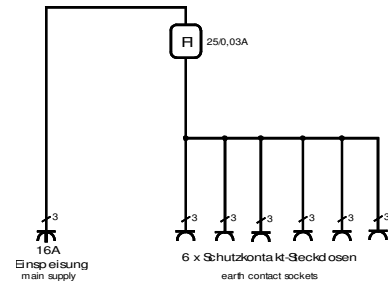 FI
25/0,03A
3
3
3
3
3
3
3
16A
Einspeisung
main supply
6 x Schutzkontakt-Steckdosen
earth contact sockets